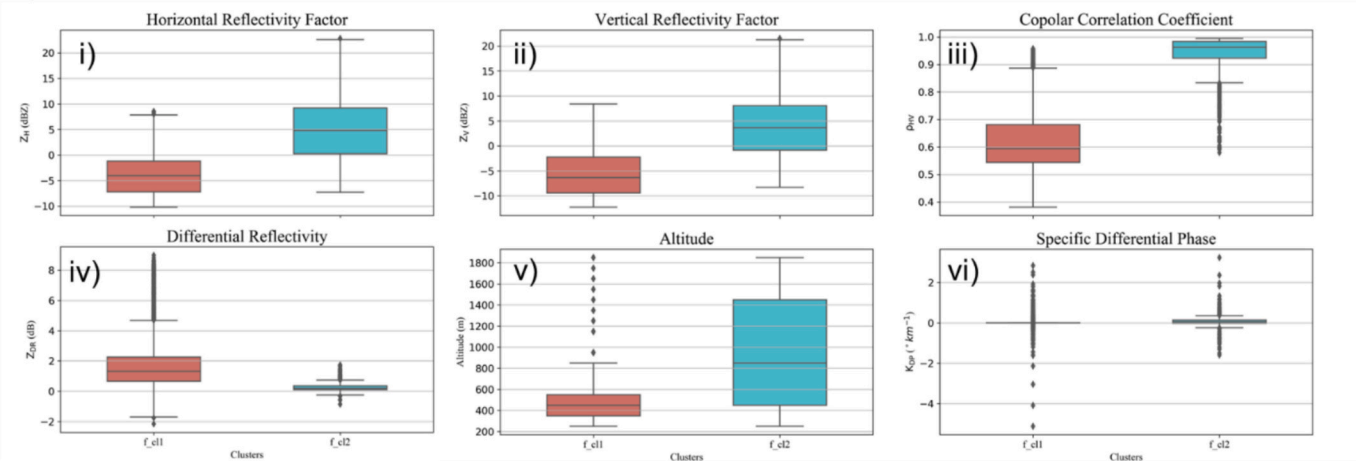 Horizontal Reflectivity Factor
i)
20
15
10
5
0
−5
−10
Z_H (dBZ)
Vertical Reflectivity Factor
ii)
20
15
10
5
0
−5
−10
Z_V (dBZ)
Copolar Correlation Coefficient
iii)
1.0
0.9
0.8
0.7
0.6
0.5
0.4
ρ_HV
Differential Reflectivity
iv)
8
6
4
2
0
−2
Z_DR (dB)
f_cl1 f_cl2
Clusters
Altitude
v)
1800
1600
1400
1200
1000
800
600
400
200
Altitude (m)
f_cl1 f_cl2
Clusters
Specific Differential Phase
vi)
2
0
−2
−4
K_DP (° km⁻¹)
f_cl1 f_cl2
Clusters